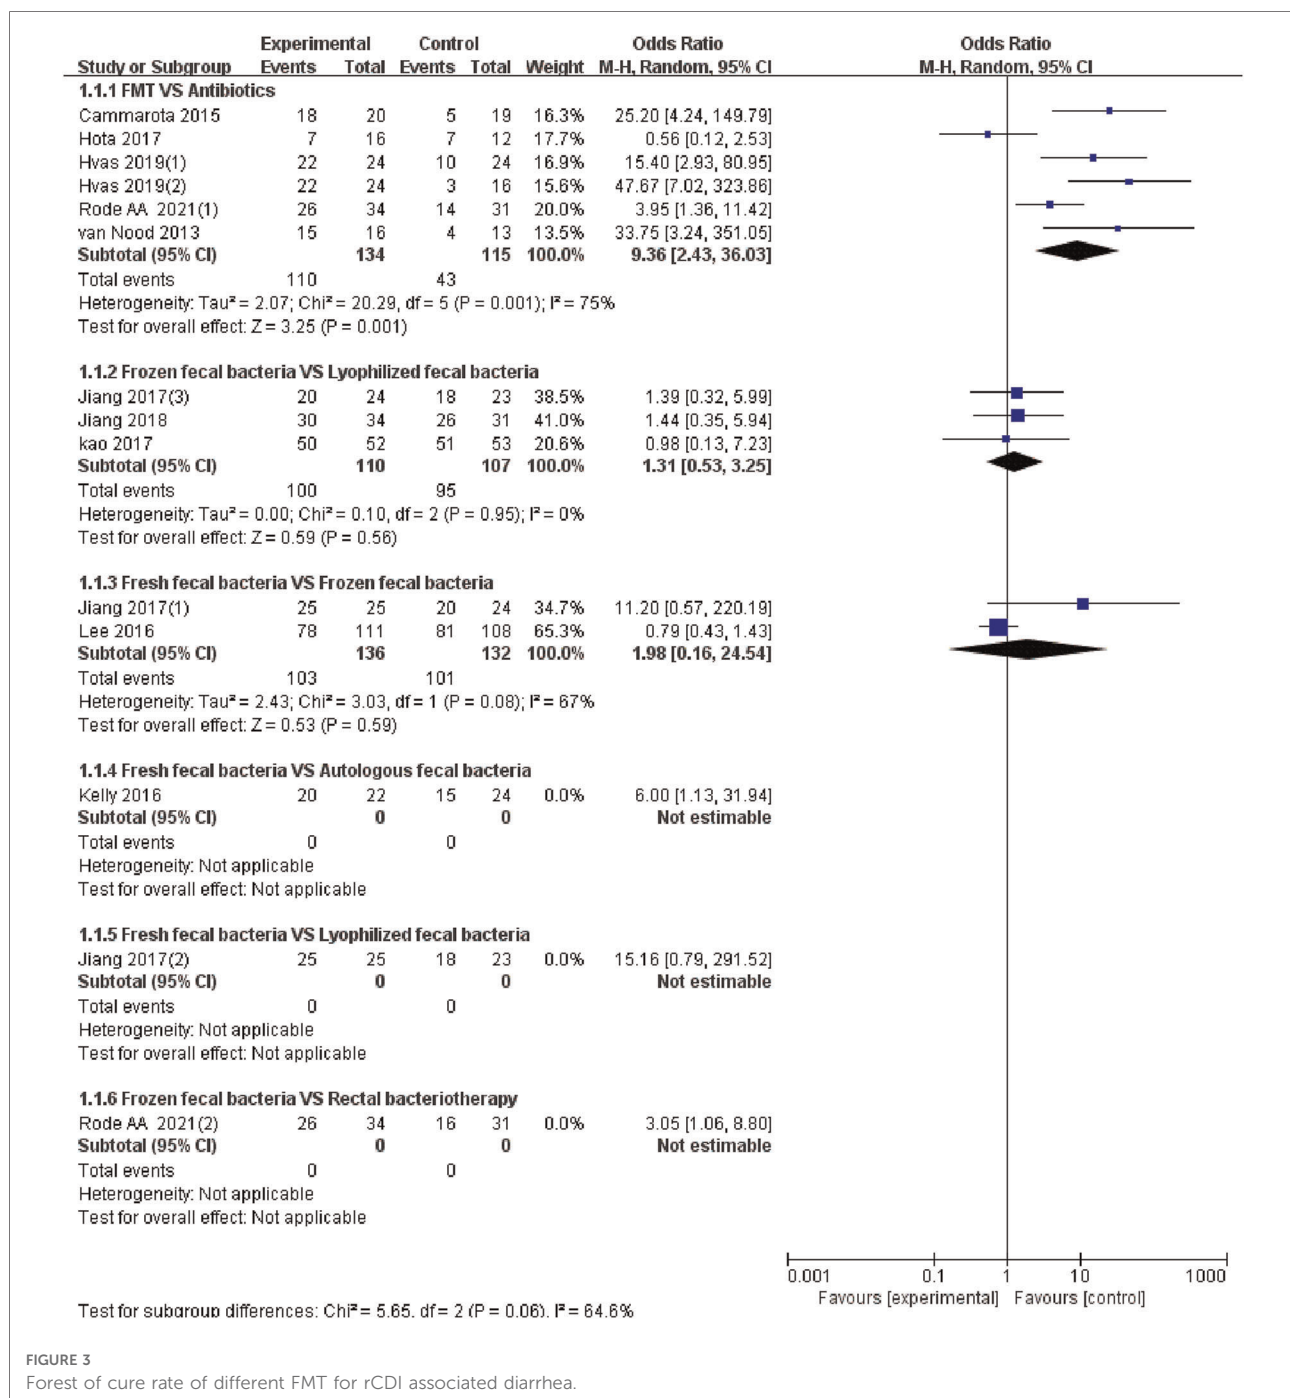 Experimental Control Odds Ratio Odds Ratio
Study or Subgroup Events Total Events Total Weight M-H, Random, 95% CI M-H, Random, 95% CI
1.1.1 FMT VS Antibiotics
Cammarota 2015 18 20 5 19 16.3% 25.20 [4.24, 149.79]
Hota 2017 7 16 7 12 17.7% 0.56 [0.12, 2.53]
Hvas 2019(1) 22 24 10 24 16.9% 15.40 [2.93, 80.95]
Hvas 2019(2) 22 24 3 16 15.6% 47.67 [7.02, 323.86]
Rode AA 2021(1) 26 34 14 31 20.0% 3.95 [1.36, 11.42]
van Nood 2013 15 16 4 13 13.5% 33.75 [3.24, 351.05]
Subtotal (95% CI) 134 115 100.0% 9.36 [2.43, 36.03]
Total events 110 43
Heterogeneity: Tau² = 2.07; Chi² = 20.29, df = 5 (P = 0.001); I² = 75%
Test for overall effect: Z = 3.25 (P = 0.001)
1.1.2 Frozen fecal bacteria VS Lyophilized fecal bacteria
Jiang 2017(3) 20 24 18 23 38.5% 1.39 [0.32, 5.99]
Jiang 2018 30 34 26 31 41.0% 1.44 [0.35, 5.94]
kao 2017 50 52 51 53 20.6% 0.98 [0.13, 7.23]
Subtotal (95% CI) 110 107 100.0% 1.31 [0.53, 3.25]
Total events 100 95
Heterogeneity: Tau² = 0.00; Chi² = 0.10, df = 2 (P = 0.95); I² = 0%
Test for overall effect: Z = 0.59 (P = 0.56)
1.1.3 Fresh fecal bacteria VS Frozen fecal bacteria
Jiang 2017(1) 25 25 20 24 34.7% 11.20 [0.57, 220.19]
Lee 2016 78 111 81 108 65.3% 0.79 [0.43, 1.43]
Subtotal (95% CI) 136 132 100.0% 1.98 [0.16, 24.54]
Total events 103 101
Heterogeneity: Tau² = 2.43; Chi² = 3.03, df = 1 (P = 0.08); I² = 67%
Test for overall effect: Z = 0.53 (P = 0.59)
1.1.4 Fresh fecal bacteria VS Autologous fecal bacteria
Kelly 2016 20 22 15 24 0.0% 6.00 [1.13, 31.94]
Subtotal (95% CI) 0 0 Not estimable
Total events 0 0
Heterogeneity: Not applicable
Test for overall effect: Not applicable
1.1.5 Fresh fecal bacteria VS Lyophilized fecal bacteria
Jiang 2017(2) 25 25 18 23 0.0% 15.16 [0.79, 291.52]
Subtotal (95% CI) 0 0 Not estimable
Total events 0 0
Heterogeneity: Not applicable
Test for overall effect: Not applicable
1.1.6 Frozen fecal bacteria VS Rectal bacteriotherapy
Rode AA 2021(2) 26 34 16 31 0.0% 3.05 [1.06, 8.80]
Subtotal (95% CI) 0 0 Not estimable
Total events 0 0
Heterogeneity: Not applicable
Test for overall effect: Not applicable
0.001 0.1 1 10 1000
Favours [experimental] Favours [control]
Test for subgroup differences: Chi² = 5.65, df = 2 (P = 0.06), I² = 64.6%
FIGURE 3
Forest of cure rate of different FMT for rCDI associated diarrhea.